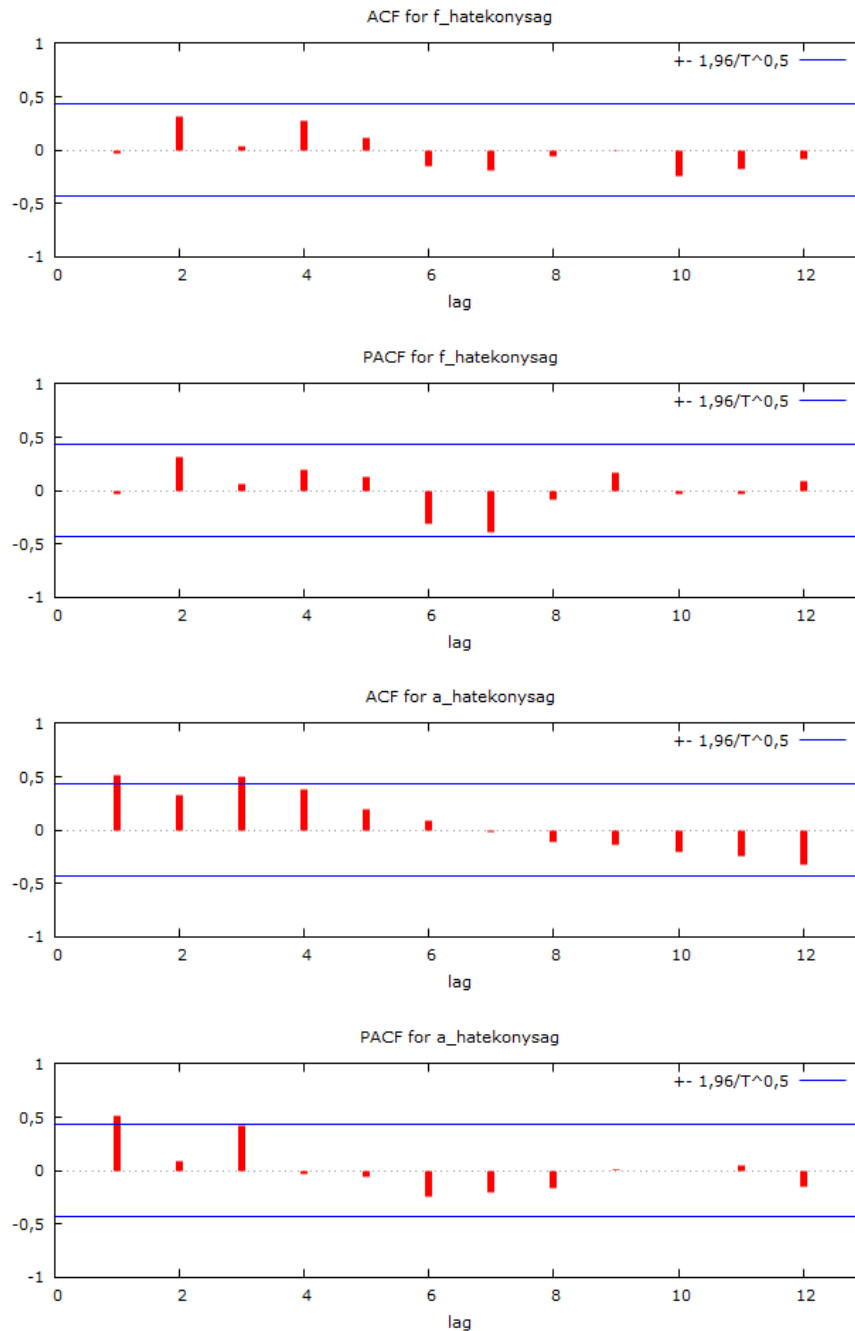 ACF for f_hatekonysag
+- 1,96/T^0,5
1
0,5
0
-0,5
-1
0 2 4 6 8 10 12
lag
PACF for f_hatekonysag
+- 1,96/T^0,5
1
0,5
0
-0,5
-1
0 2 4 6 8 10 12
lag
ACF for a_hatekonysag
+- 1,96/T^0,5
1
0,5
0
-0,5
-1
0 2 4 6 8 10 12
lag
PACF for a_hatekonysag
+- 1,96/T^0,5
1
0,5
0
-0,5
-1
0 2 4 6 8 10 12
lag